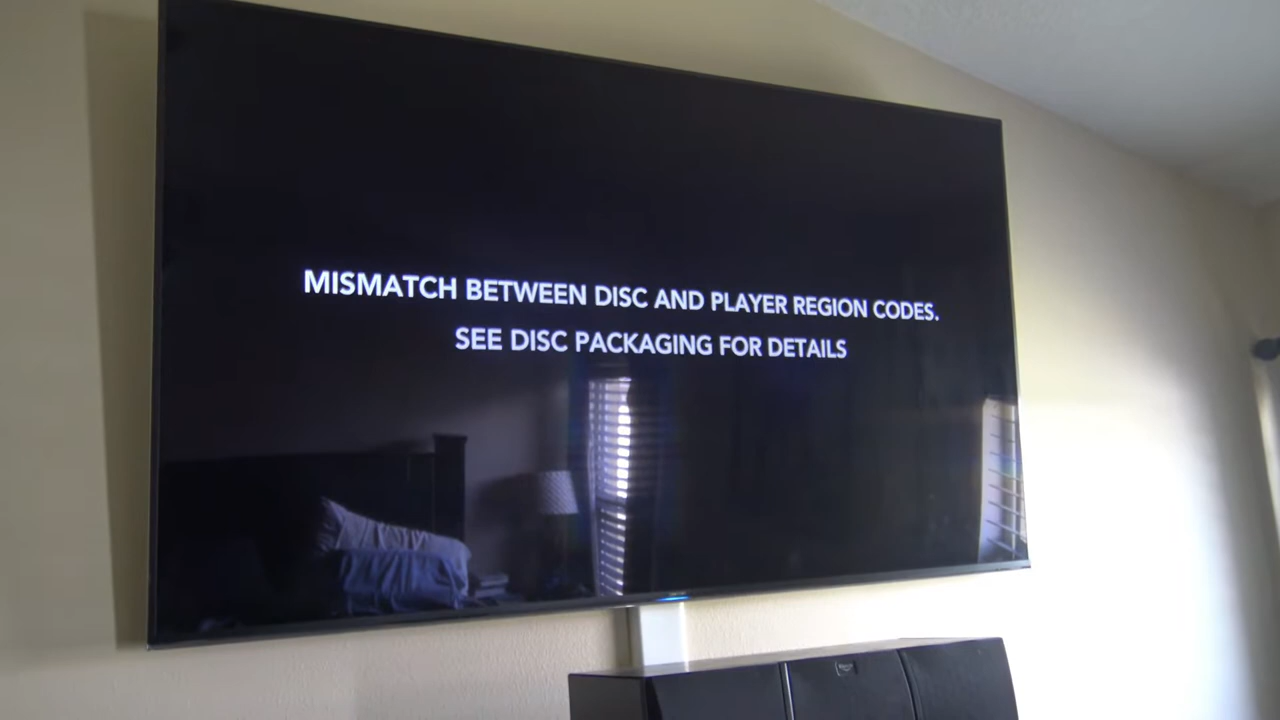 MISMATCH BETWEEN DISC AND PLAYER REGION CODES.
SEE DISC PACKAGING FOR DETAILS